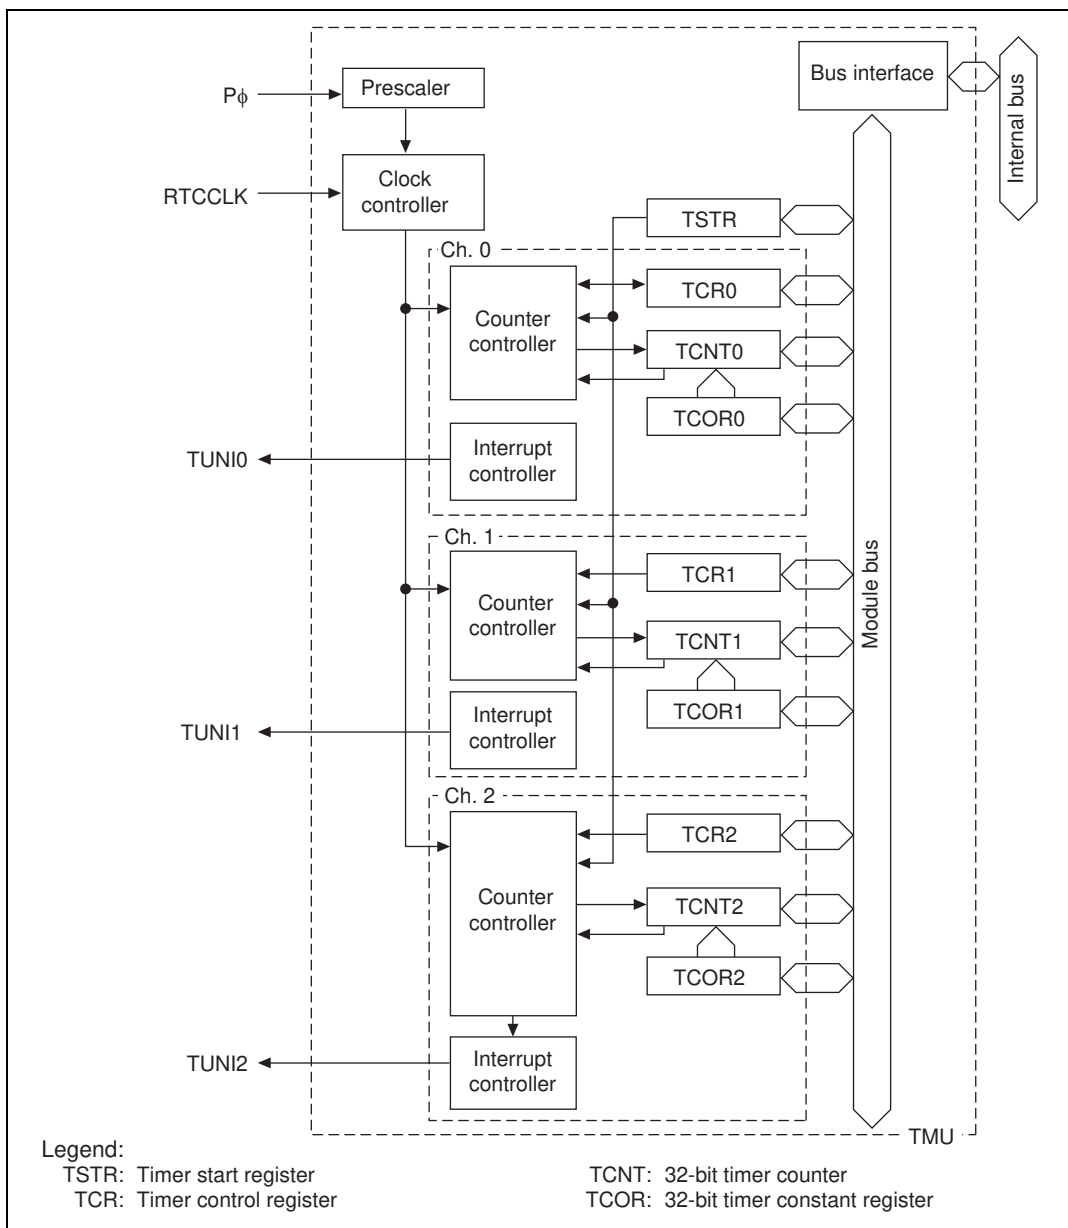 Pϕ
Prescaler
Bus interface
Internal bus
RTCCLK
Clock
controller
TSTR
Ch. 0
Counter
controller
TCR0
TCNT0
TCOR0
TUNI0
Interrupt
controller
Ch. 1
Counter
controller
TCR1
TCNT1
TCOR1
Module bus
TUNI1
Interrupt
controller
Ch. 2
Counter
controller
TCR2
TCNT2
TCOR2
TUNI2
Interrupt
controller
TMU
Legend:
TSTR: Timer start register
TCR: Timer control register
TCNT: 32-bit timer counter
TCOR: 32-bit timer constant register